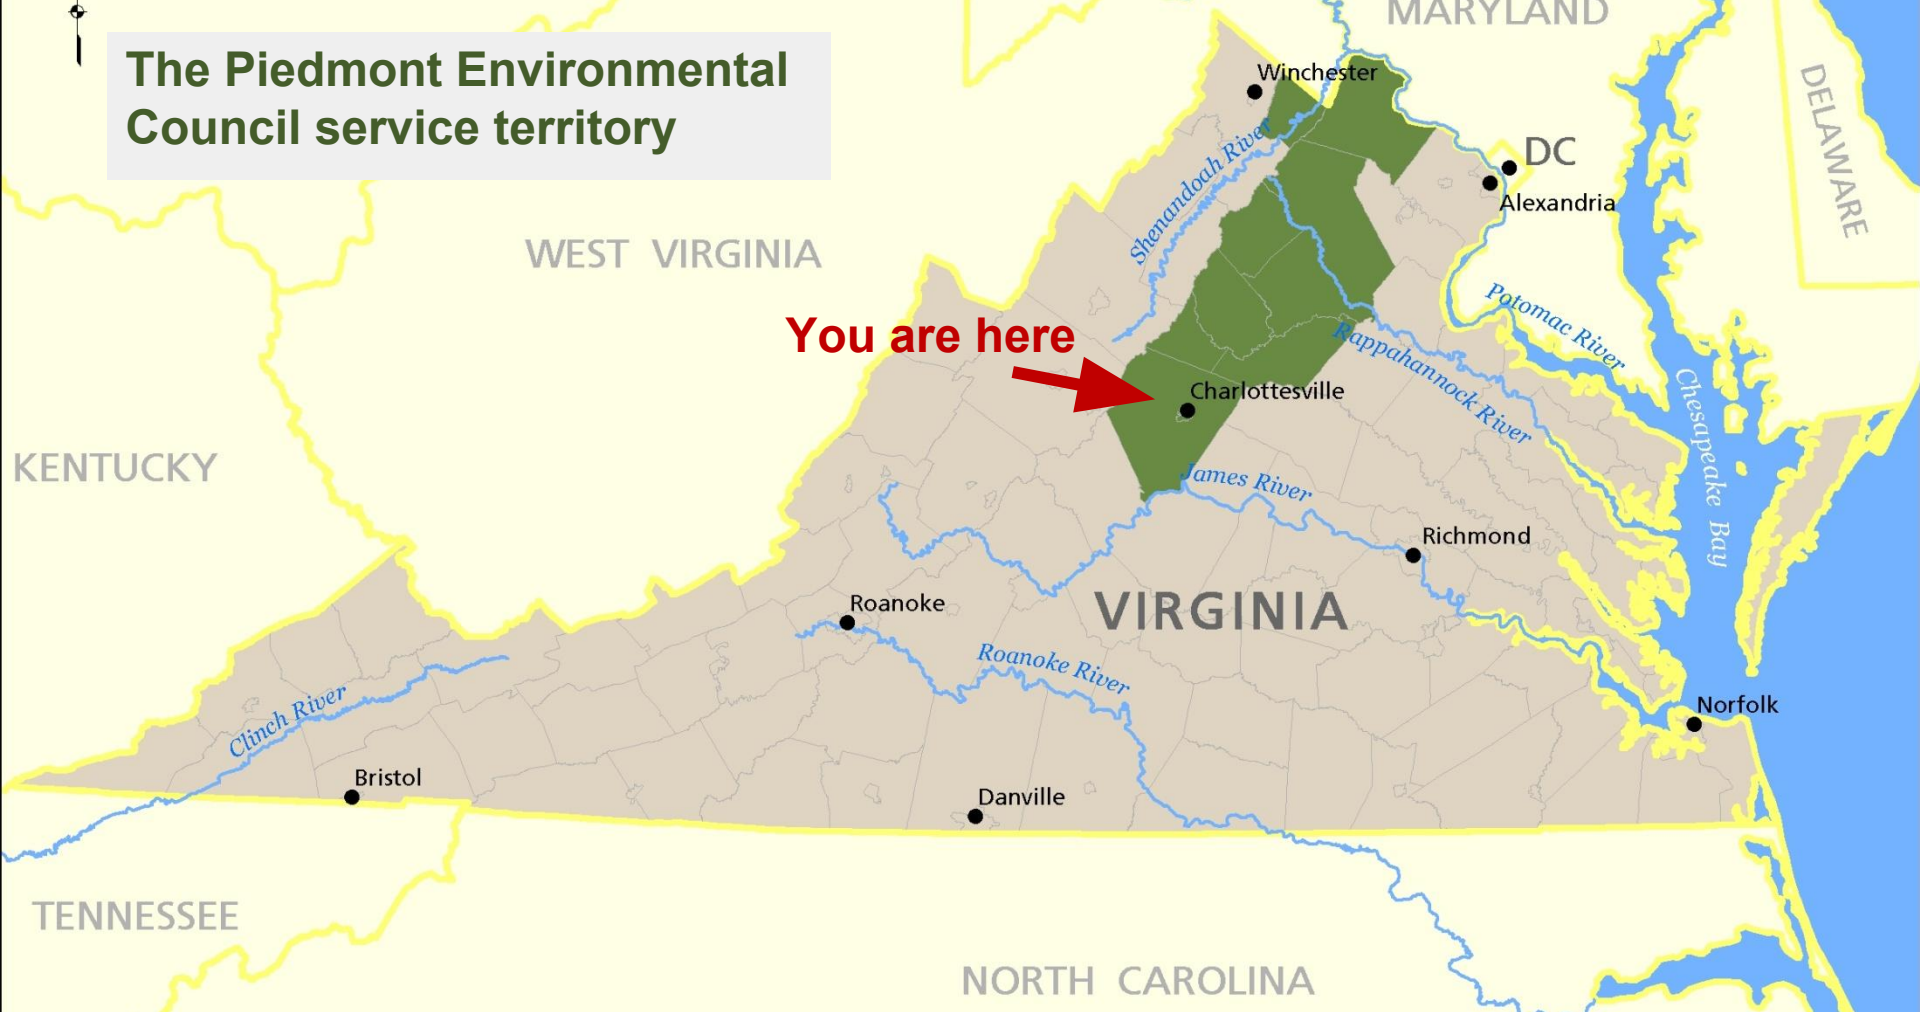 MARYLAND
The Piedmont Environmental
Council service territory
Winchester
DELAWARE
DC
Alexandria
Shenandoah River
WEST VIRGINIA
Potomac River
You are here
Rappahannock River
Charlottesville
Chesapeake Bay
KENTUCKY
James River
Richmond
Roanoke
VIRGINIA
Roanoke River
Clinch River
Norfolk
Bristol
Danville
TENNESSEE
NORTH CAROLINA